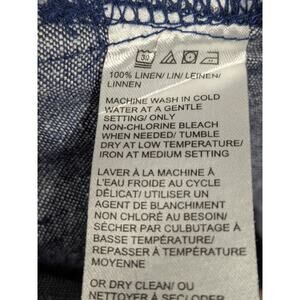 30
100% LINEN/ LIN/ LEINEN/
LINNEN
MACHINE WASH IN COLD
WATER AT A GENTLE
SETTING/ ONLY
NON-CHLORINE BLEACH
WHEN NEEDED/ TUMBLE
DRY AT LOW TEMPERATURE/
IRON AT MEDIUM SETTING
LAVER À LA MACHINE À
L'EAU FROIDE AU CYCLE
DÉLICAT/ UTILISER UN
AGENT DE BLANCHIMENT
NON CHLORÉ AU BESOIN/
SÉCHER PAR CULBUTAGE À
BASSE TEMPÉRATURE/
REPASSER À TEMPÉRATURE
MOYENNE
OR DRY CLEAN/ OU
NETTOYER À SEC/ODER